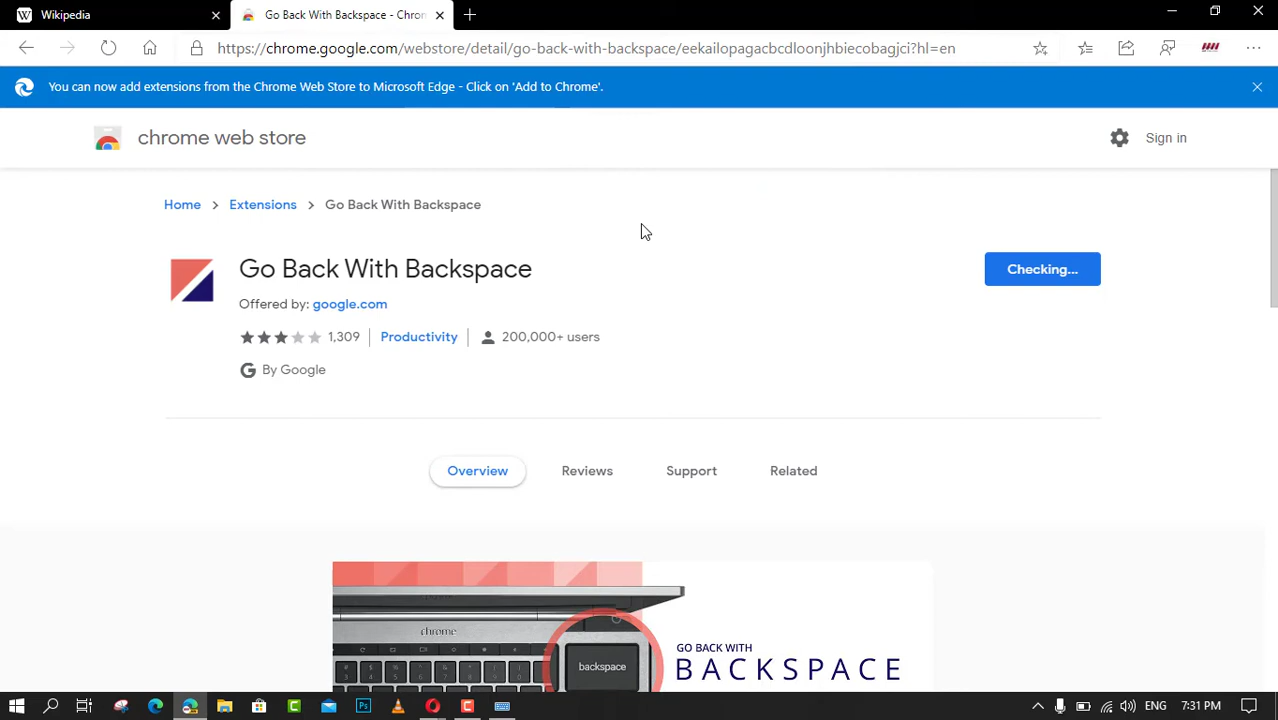 W Wikipedia
Go Back With Backspace - Chron
https://chrome.google.com/webstore/detail/go-back-with-backspace/eekailopagacbcdloonjhbiecobagjci?hl=en
You can now add extensions from the Chrome Web Store to Microsoft Edge - Click on 'Add to Chrome'.
chrome web store
Sign in
Home > Extensions > Go Back With Backspace
Go Back With Backspace
Checking...
Offered by: google.com
1,309 | Productivity | 200,000+ users
G By Google
Overview
Reviews
Support
Related
chrome
backspace
GO BACK WITH
BACKSPACE
Ps
ENG
7:31 PM